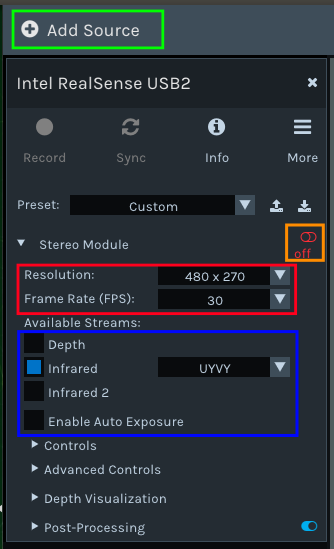 Add Source
Intel RealSense USB2
Record Sync Info More
Preset: Custom
Stereo Module off
Resolution: 480 x 270
Frame Rate (FPS): 30
Available Streams:
Depth
Infrared UYVY
Infrared 2
Enable Auto Exposure
Controls
Advanced Controls
Depth Visualization
Post-Processing